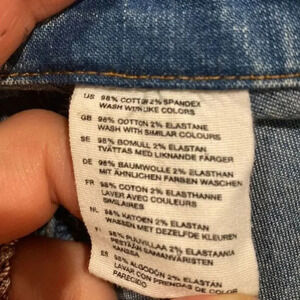 US 98% COTTON 2% SPANDEX
WASH WITH LIKE COLORS
GB 98% COTTON 2% ELASTANE
WASH WITH SIMILAR COLOURS
SE 98% BOMULL 2% ELASTAN
TVÄTTAS MED LIKNANDE FÄRGER
DE 98% BAUMWOLLE 2% ELASTHAN
MIT ÄHNLICHEN FARBEN WASCHEN
FR 98% COTON 2% ELASTHANNE
LAVER AVEC COULEURS
SIMILAIRES
NL 98% KATOEN 2% ELASTAN
WASSEN MET DEZELFDE KLEUREN
FI 98% PUUVILLAA 2% ELASTAANIA
PESTÄÄN SAMANVÄRISTEN
KANSSA
ES 98% ALGODÓN 2% ELASTÁN
LAVAR CON PRENDAS DE COLOR
PARECIDO